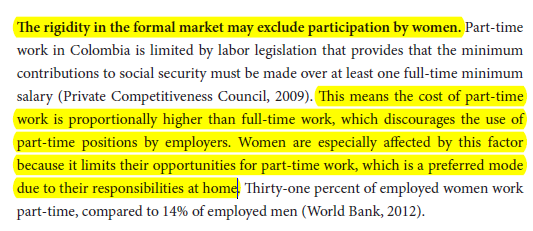 The rigidity in the formal market may exclude participation by women. Part-time
work in Colombia is limited by labor legislation that provides that the minimum
contributions to social security must be made over at least one full-time minimum
salary (Private Competitiveness Council, 2009). This means the cost of part-time
work is proportionally higher than full-time work, which discourages the use of
part-time positions by employers. Women are especially affected by this factor
because it limits their opportunities for part-time work, which is a preferred mode
due to their responsibilities at home. Thirty-one percent of employed women work
part-time, compared to 14% of employed men (World Bank, 2012).